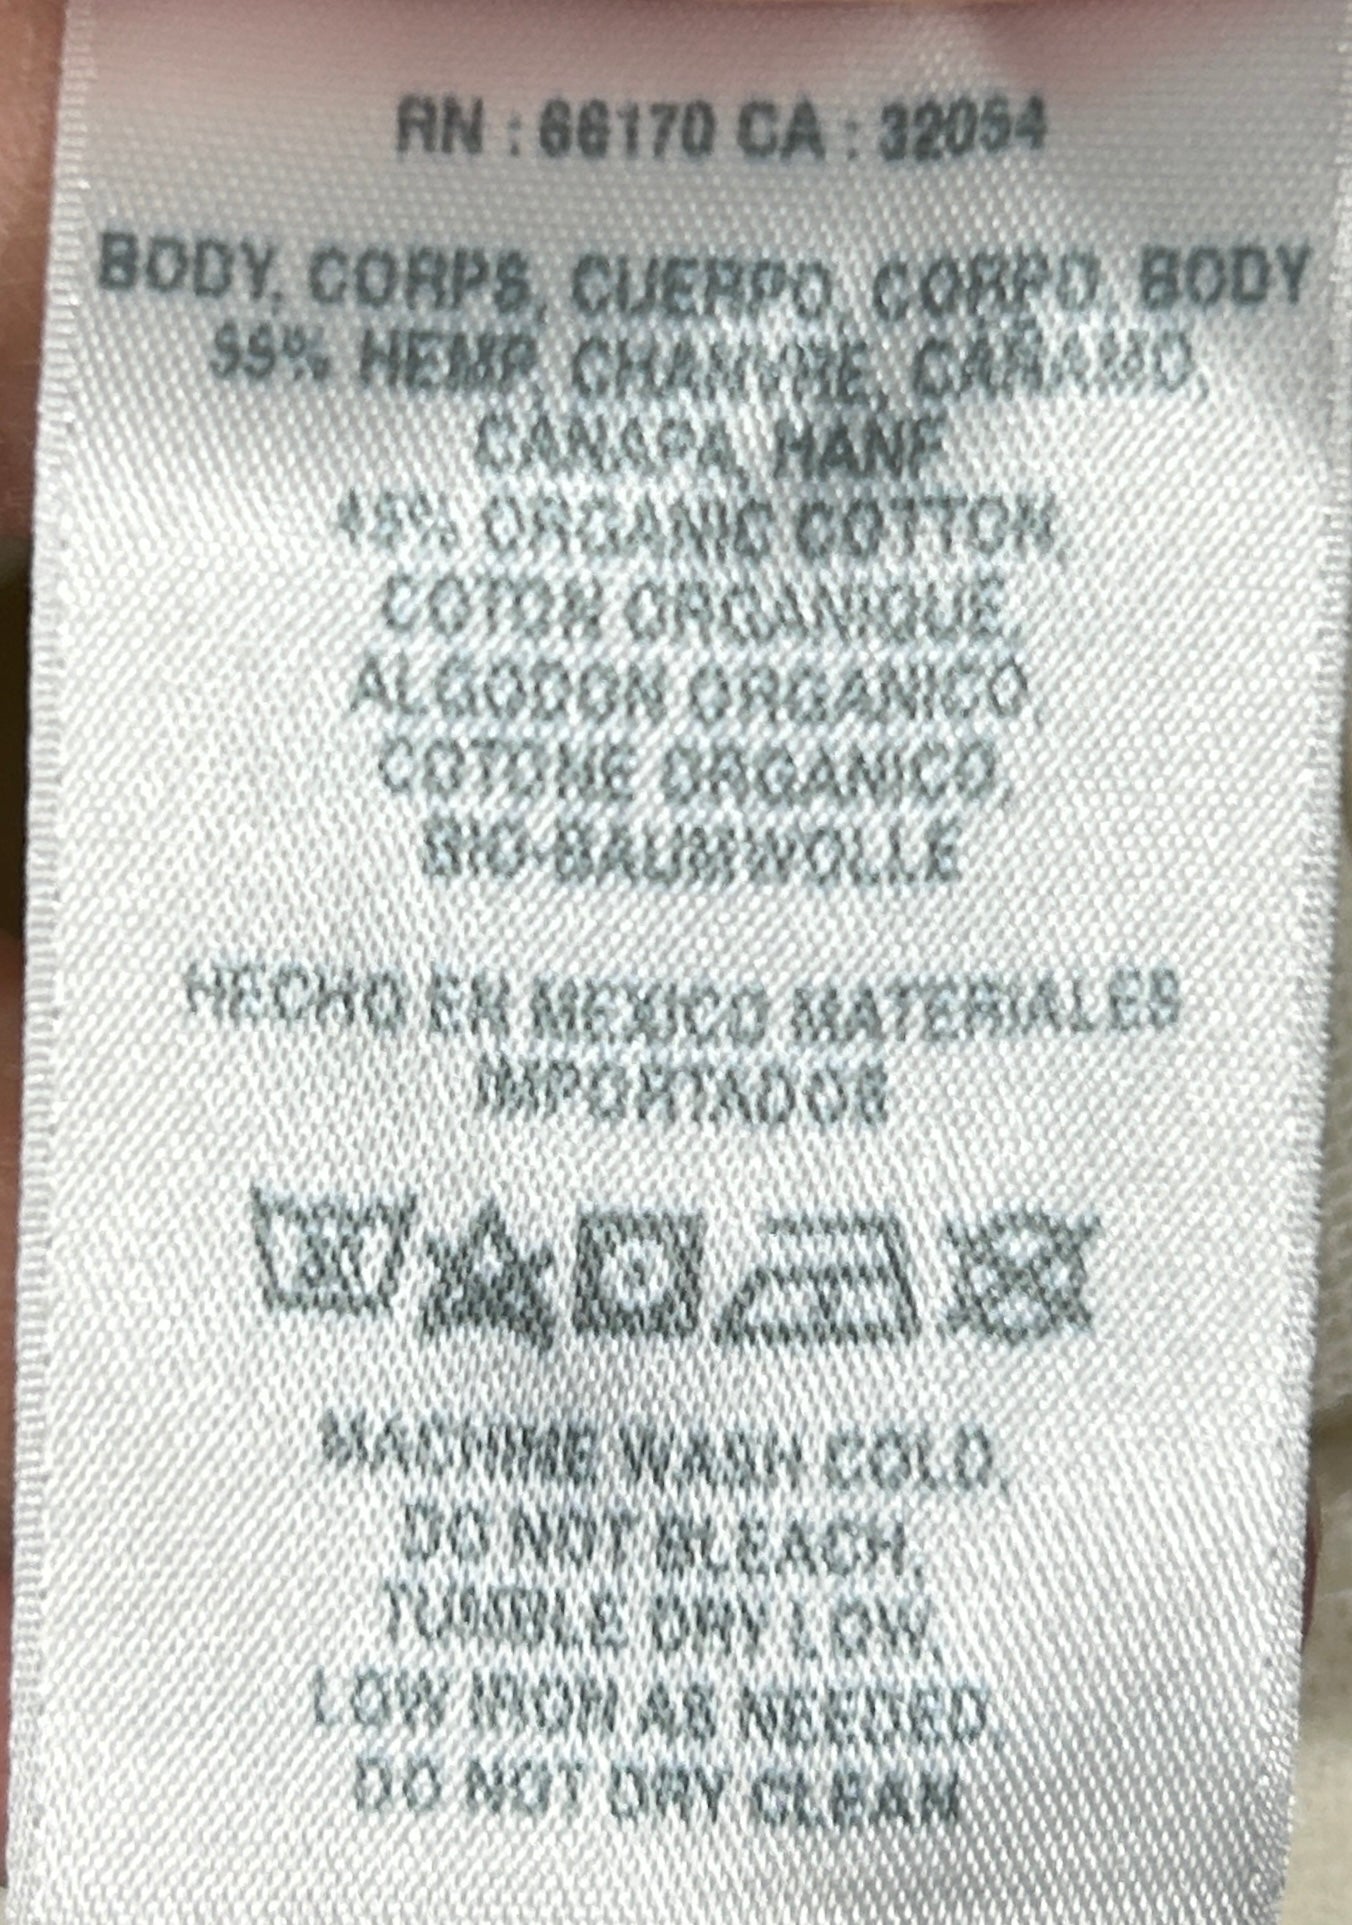 RN : 66170 CA : 32054
BODY, CORPS, CUERPO, CORPO, BODY
55% HEMP, CHANVRE, CAÑAMO,
CANAPA, HANF
45% ORGANIC COTTON,
COTON ORGANIQUE,
ALGODON ORGANICO,
COTONE ORGANICO,
BIO-BAUMWOLLE
HECHO EN MEXICO MATERIALES
IMPORTADOS
MACHINE WASH COLD,
DO NOT BLEACH,
TUMBLE DRY LOW,
LOW IRON AS NEEDED
DO NOT DRY CLEAN